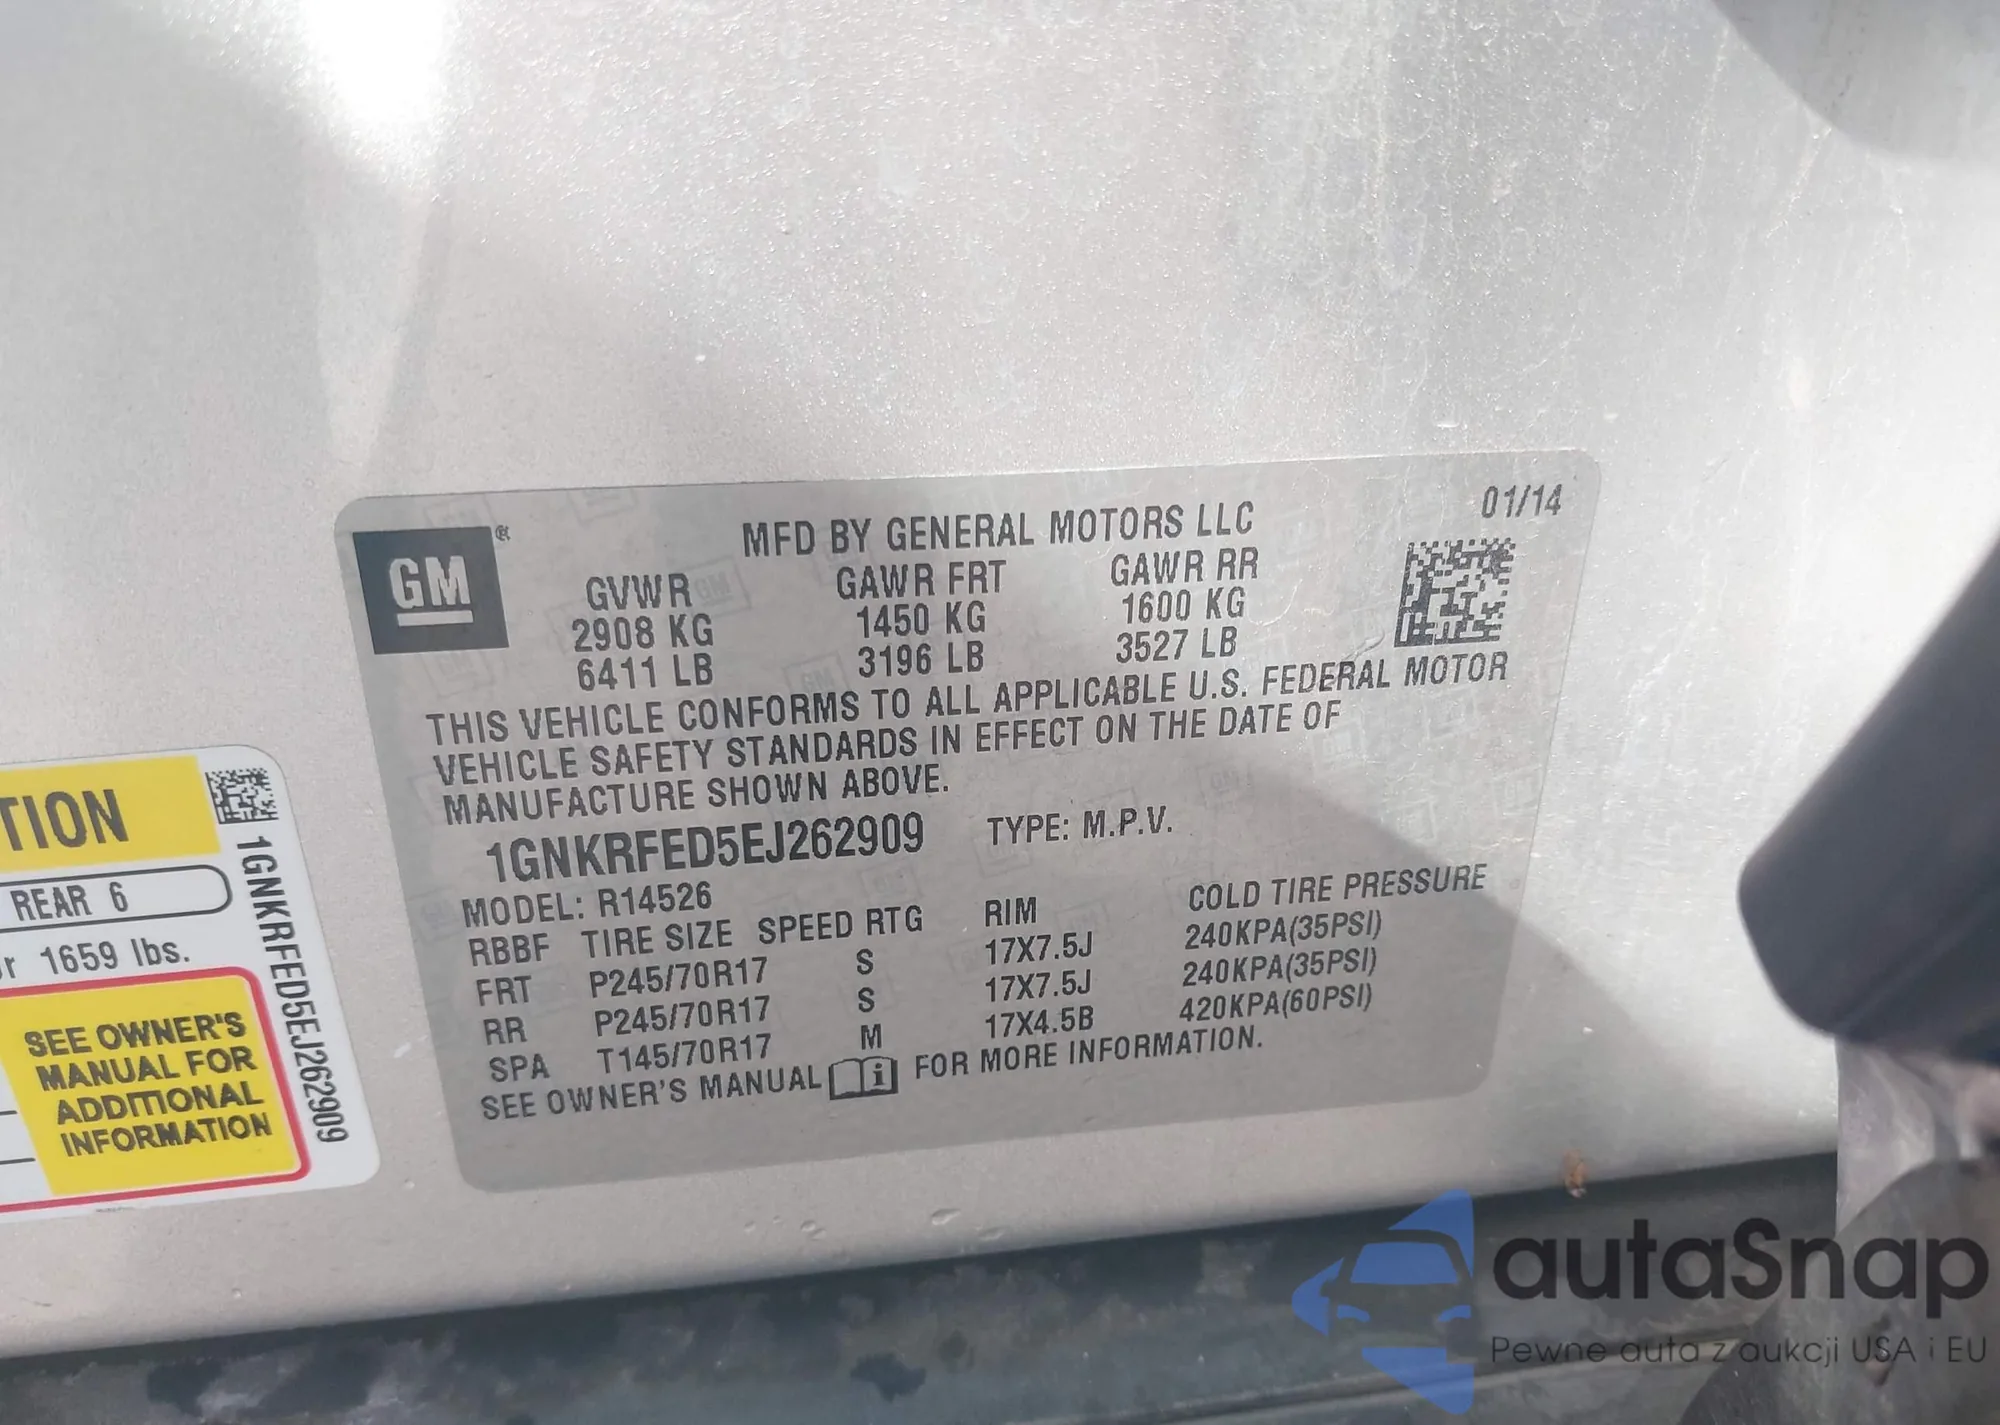 01/14
GM
MFD BY GENERAL MOTORS LLC
GVWR GAWR FRT GAWR RR
2908 KG 1450 KG 1600 KG
6411 LB 3196 LB 3527 LB
THIS VEHICLE CONFORMS TO ALL APPLICABLE U.S. FEDERAL MOTOR
VEHICLE SAFETY STANDARDS IN EFFECT ON THE DATE OF
MANUFACTURE SHOWN ABOVE.
1GNKRFED5EJ262909 TYPE: M.P.V.
MODEL: R14526
RBBF TIRE SIZE SPEED RTG RIM COLD TIRE PRESSURE
FRT P245/70R17 S 17X7.5J 240KPA(35PSI)
RR P245/70R17 S 17X7.5J 240KPA(35PSI)
SPA T145/70R17 M 17X4.5B 420KPA(60PSI)
SEE OWNER'S MANUAL i FOR MORE INFORMATION.
TION
REAR 6
r 1659 lbs.
SEE OWNER'S
MANUAL FOR
ADDITIONAL
INFORMATION
1GNKRFED5EJ262909
autaSnap
Pewne auta z aukcji USA i EU